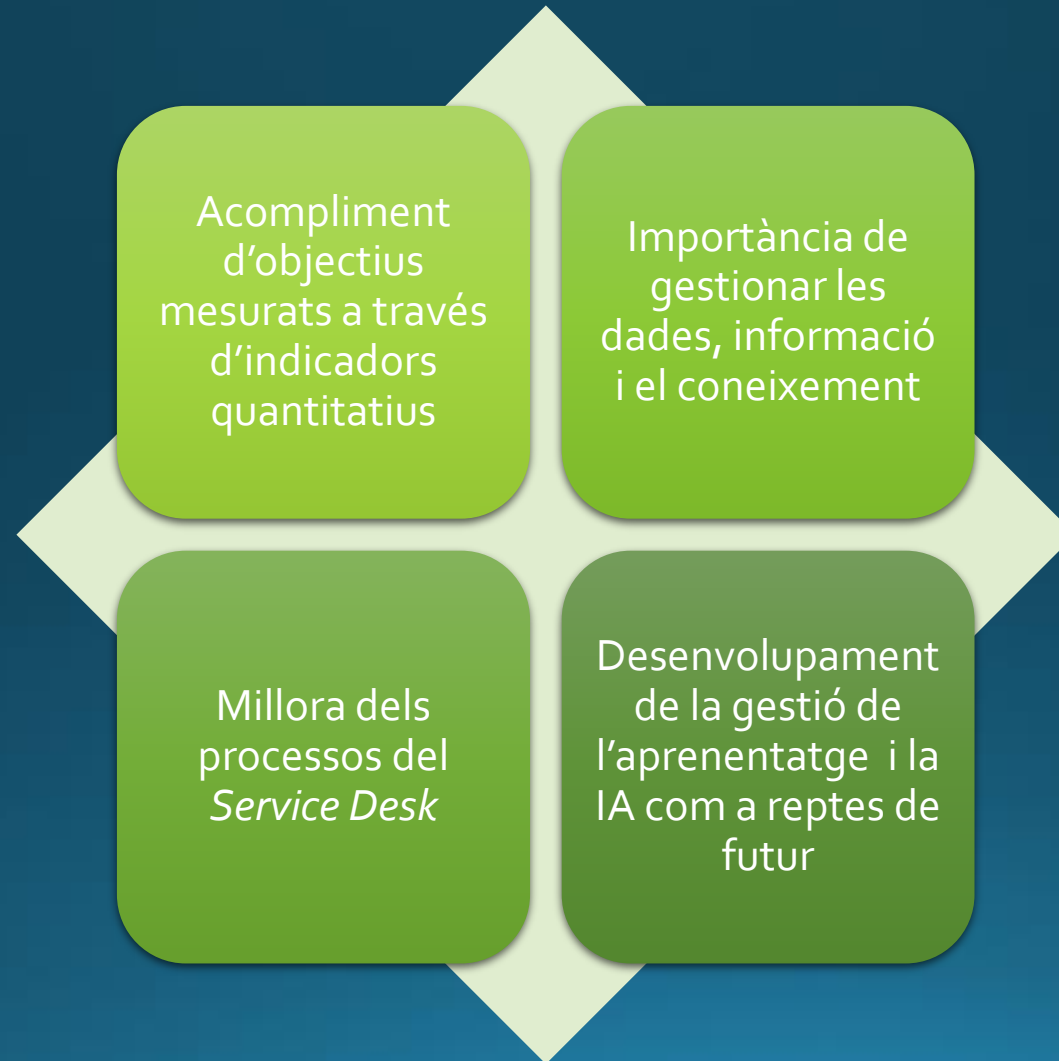 Acompliment
d’objectius
mesurats a través
d’indicadors
quantitatius
Importància de
gestionar les
dades, informació
i el coneixement
Millora dels
processos del
Service Desk
Desenvolupament
de la gestió de
l’aprenentatge  i la
IA com a reptes de
futur